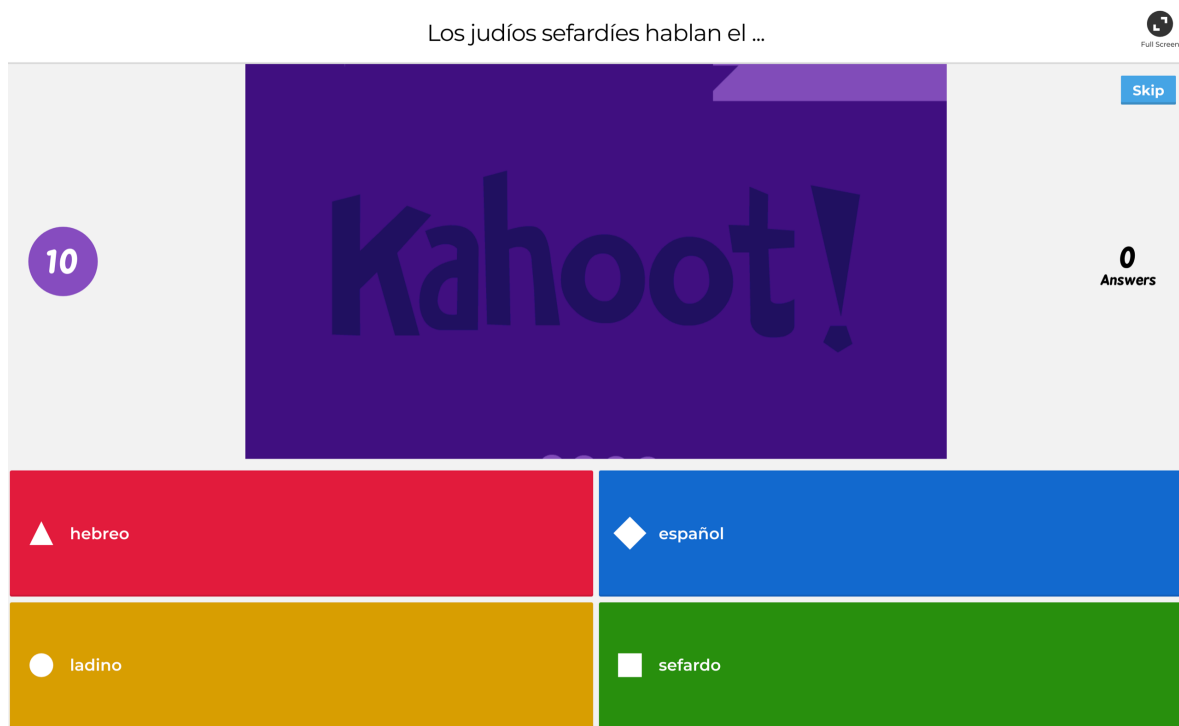 Los judíos sefardíes hablan el ...
Full Screen
Skip
Kahoot!
10
0
Answers
hebreo
español
ladino
sefardo